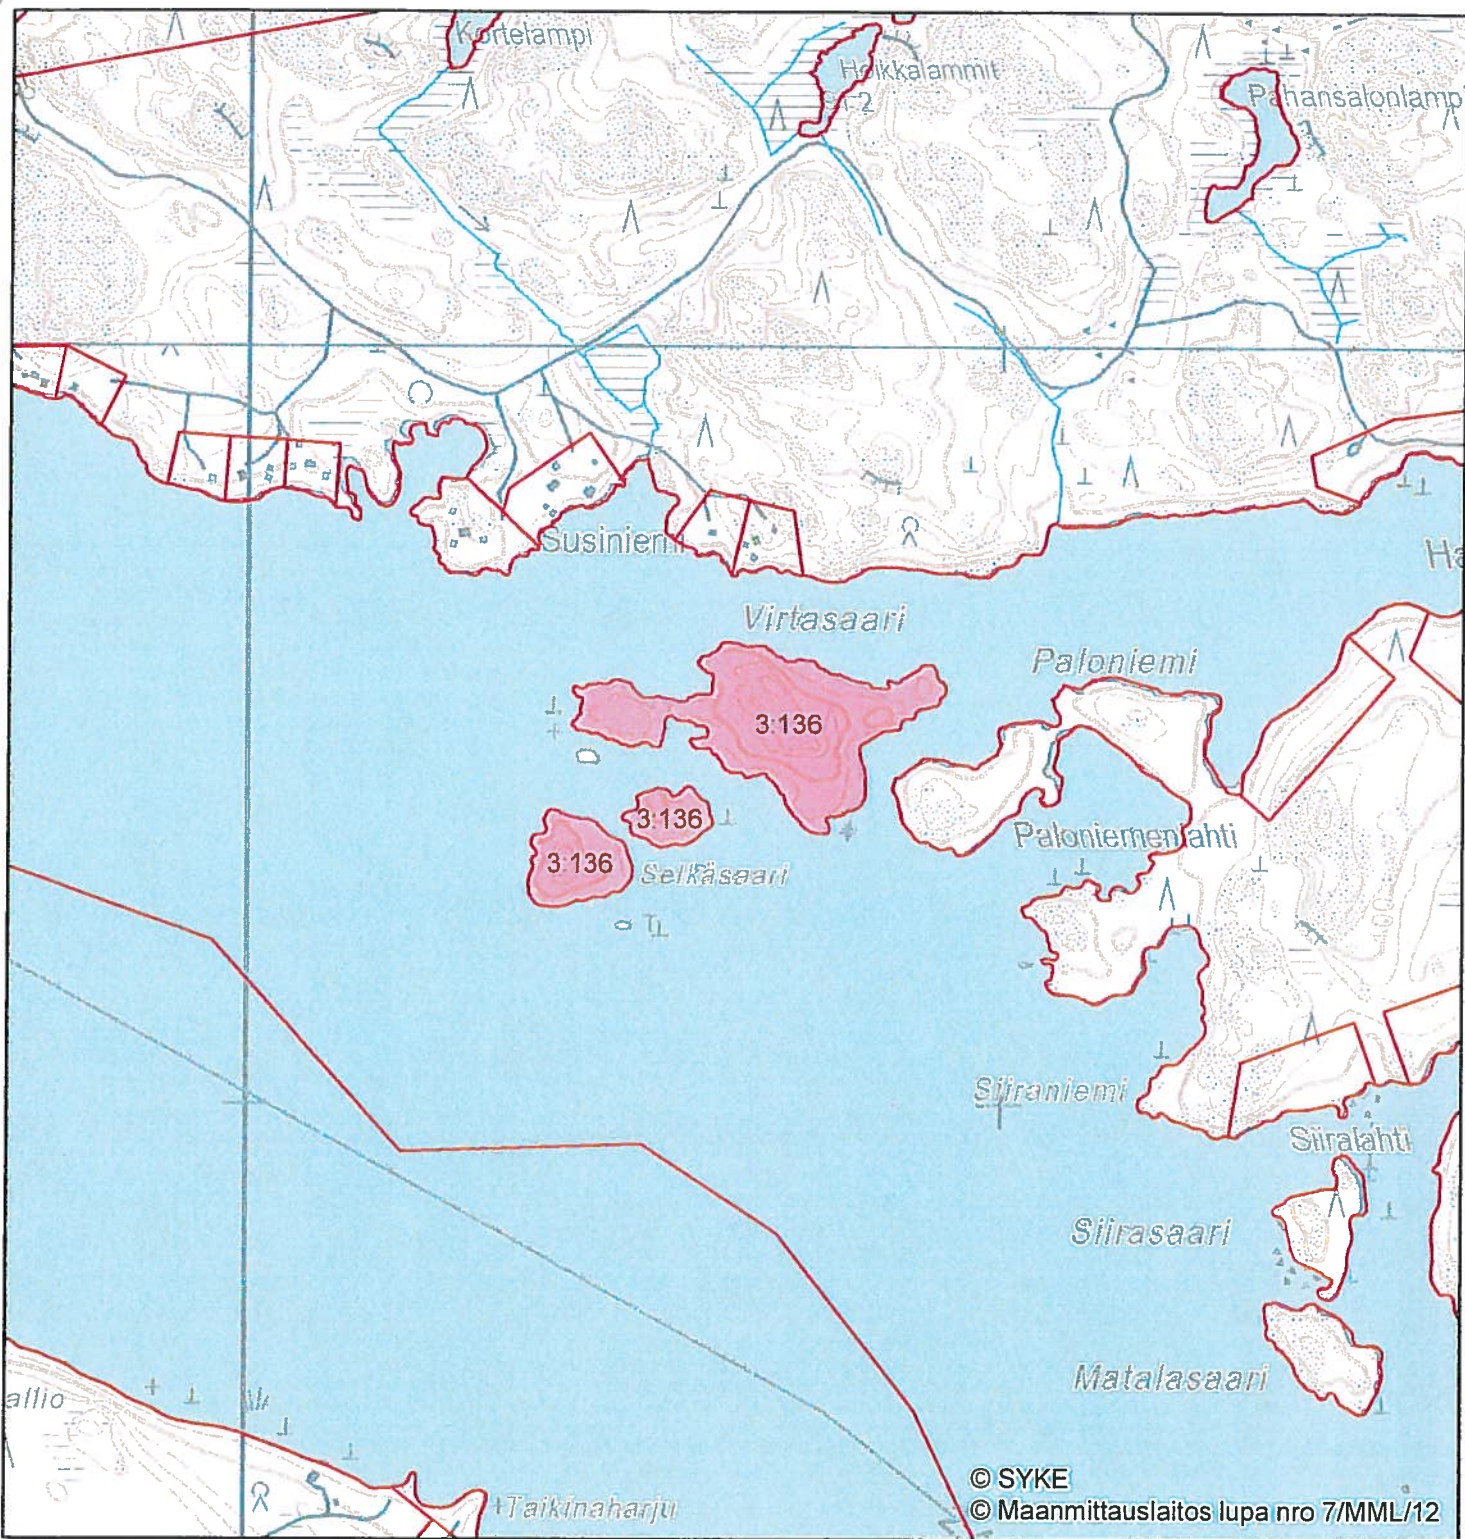 Kortelampi
Hoikkalammit
Pahansalonlampi
Susiniemi
Virtasaari
Paloniemi
3:136
3:136
3:136
Paloniemenlahti
Selkäsaari
Siiraniemi
Siiralahti
Siirasaari
Matalasaari
allio
Taikinaharju
© SYKE
© Maanmittauslaitos lupa nro 7/MML/12